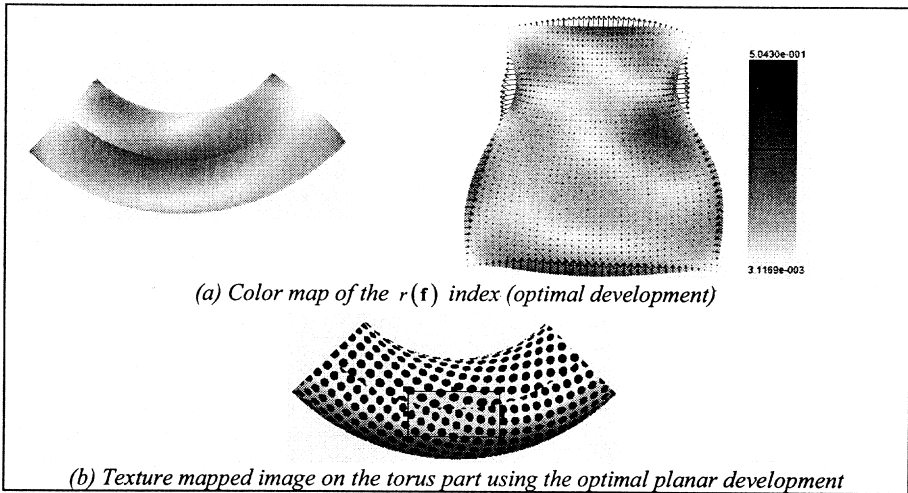 5.0430e-001
3.1169e-003
(a) Color map of the r(f) index (optimal development)
(b) Texture mapped image on the torus part using the optimal planar development